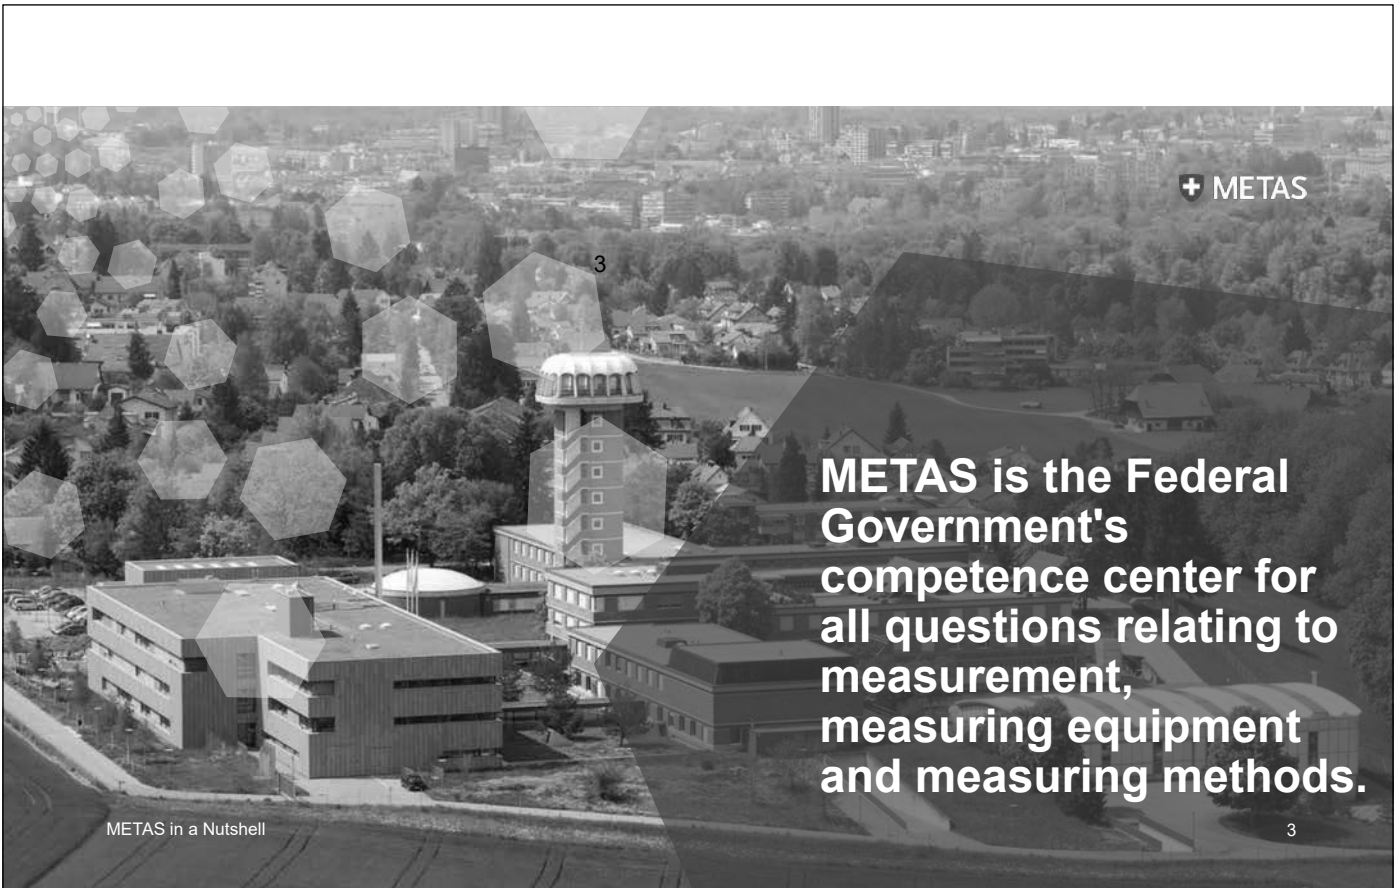 METAS
3
METAS is the Federal
Government's
competence center for
all questions relating to
measurement,
measuring equipment
and measuring methods.
METAS in a Nutshell
3